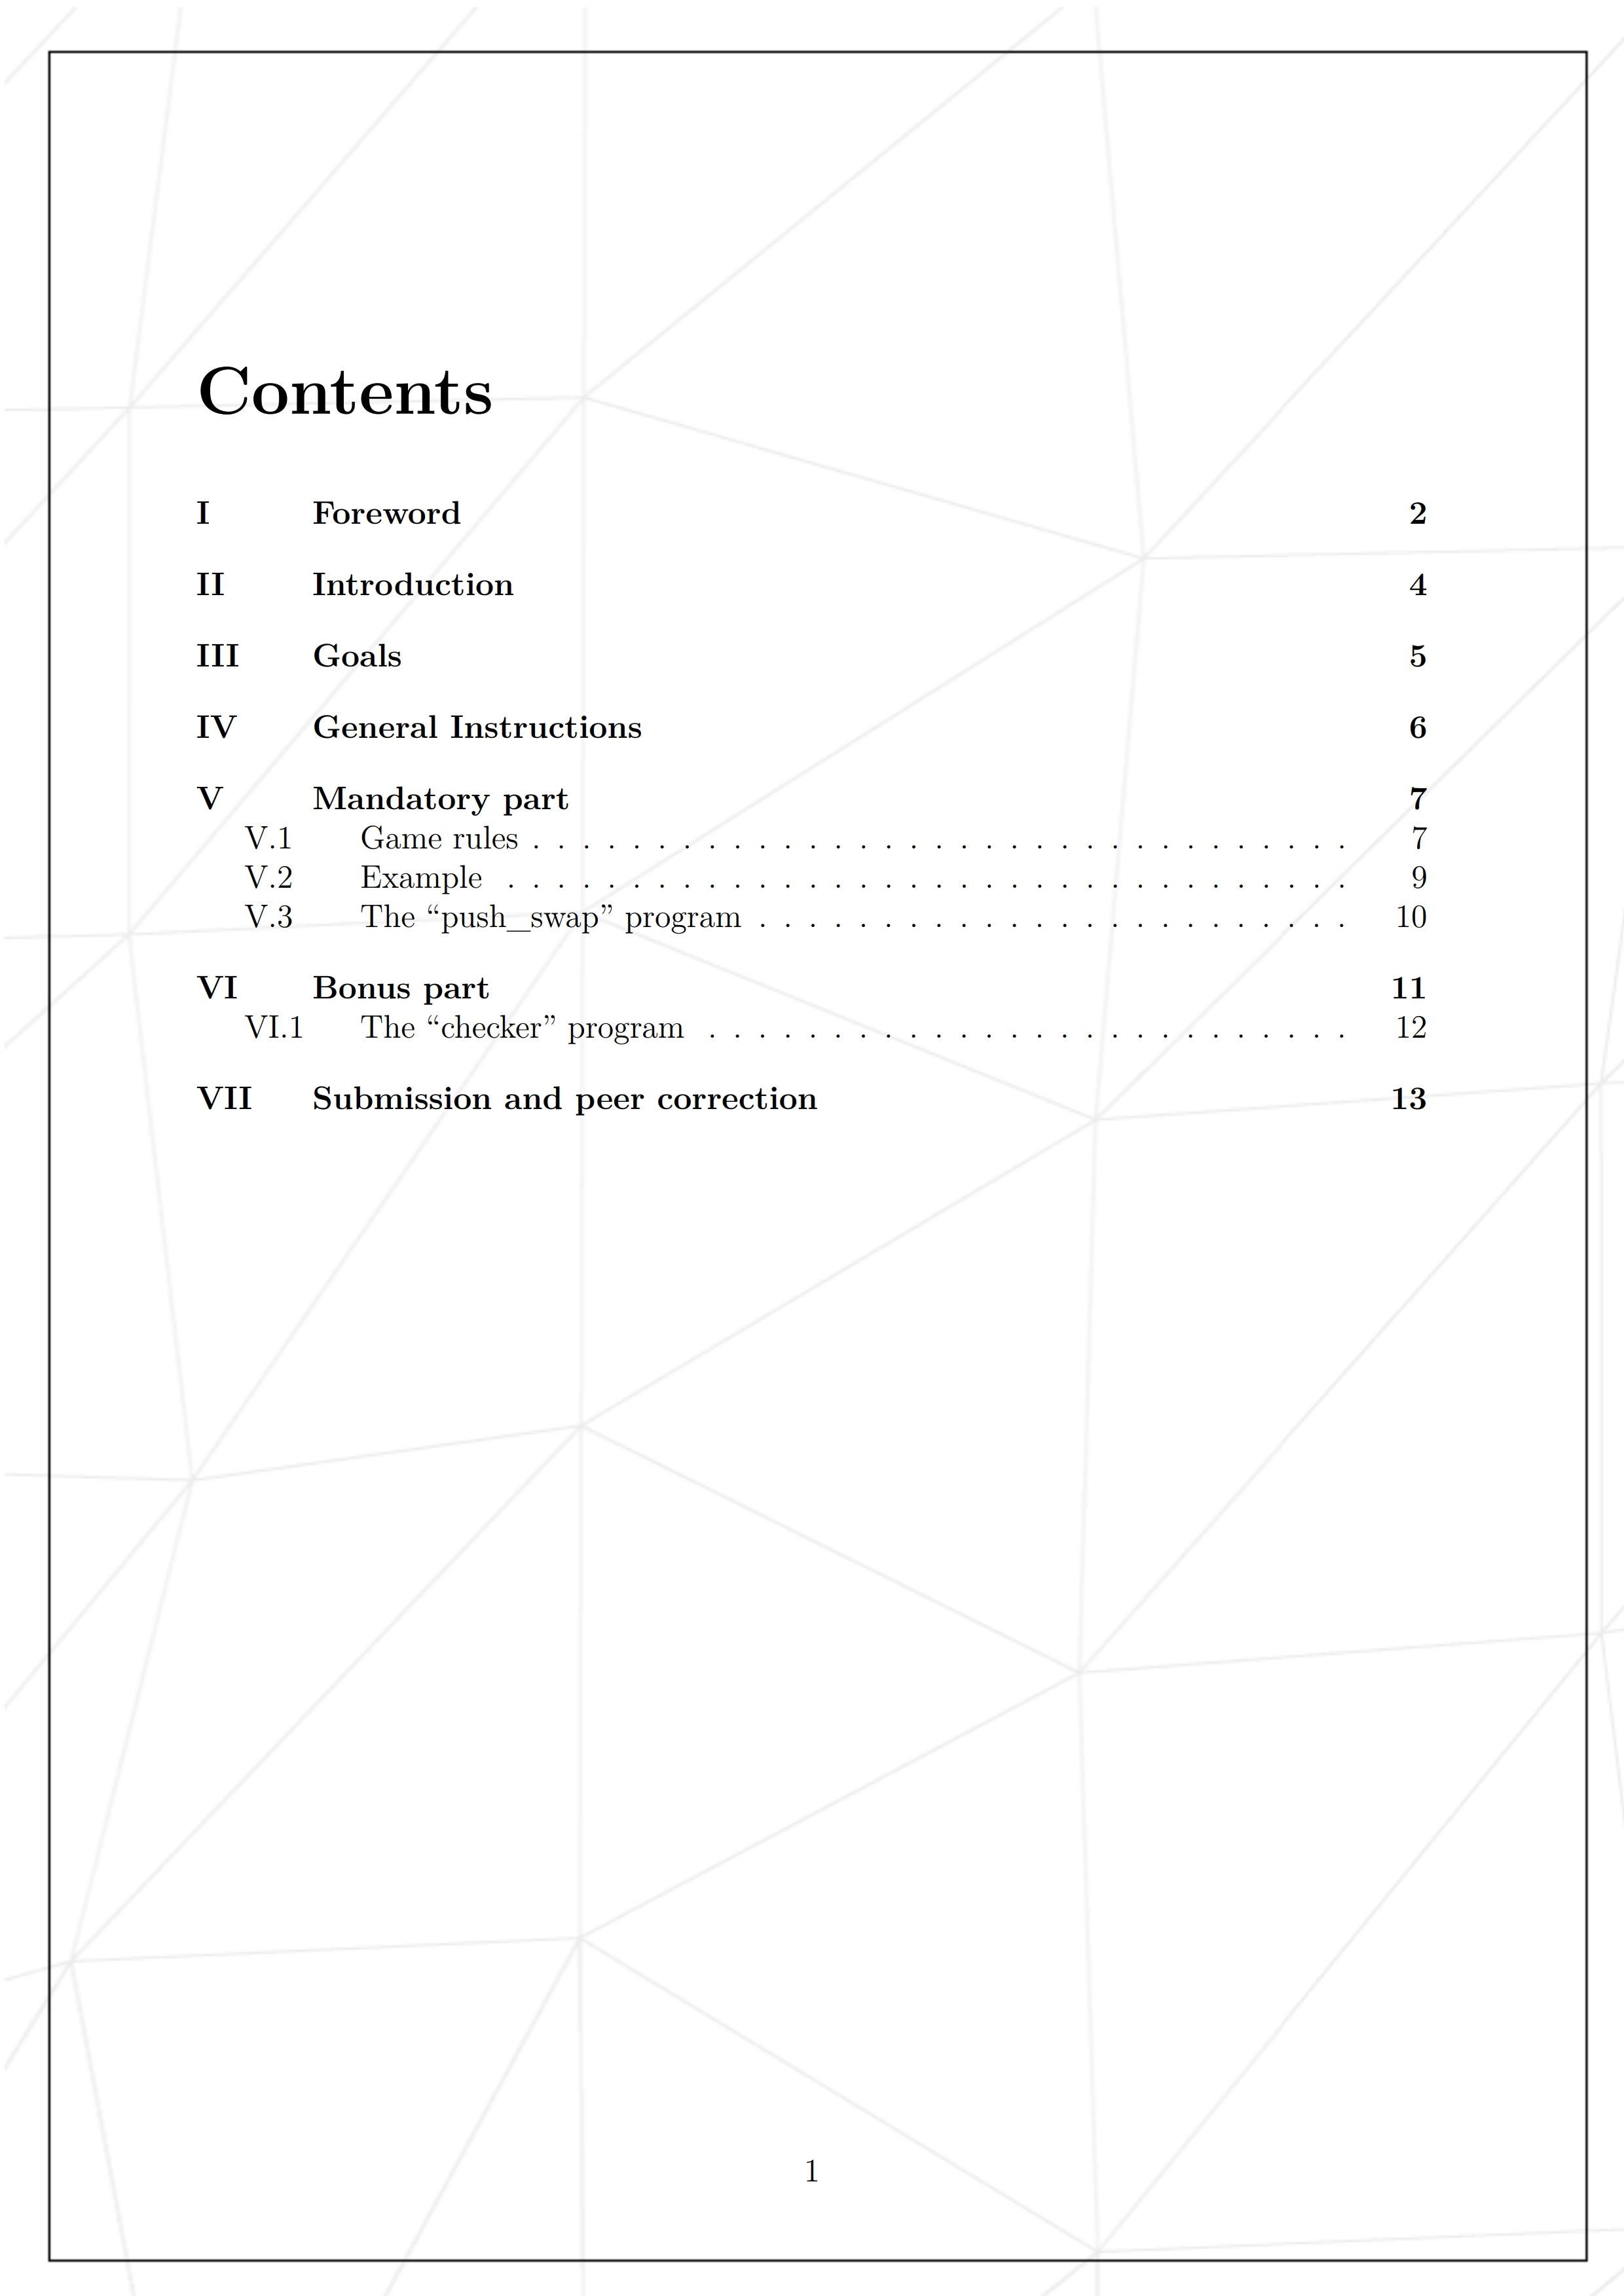 Contents
I Foreword 2
II Introduction 4
III Goals 5
IV General Instructions 6
V Mandatory part 7
V.1 Game rules . . . . . . . . . . . . . . . . . . . . . . . . . . . . . . . . . 7
V.2 Example . . . . . . . . . . . . . . . . . . . . . . . . . . . . . . . . . . 9
V.3 The “push_swap” program . . . . . . . . . . . . . . . . . . . . . . . . 10
VI Bonus part 11
VI.1 The “checker” program . . . . . . . . . . . . . . . . . . . . . . . . . . 12
VII Submission and peer correction 13
1